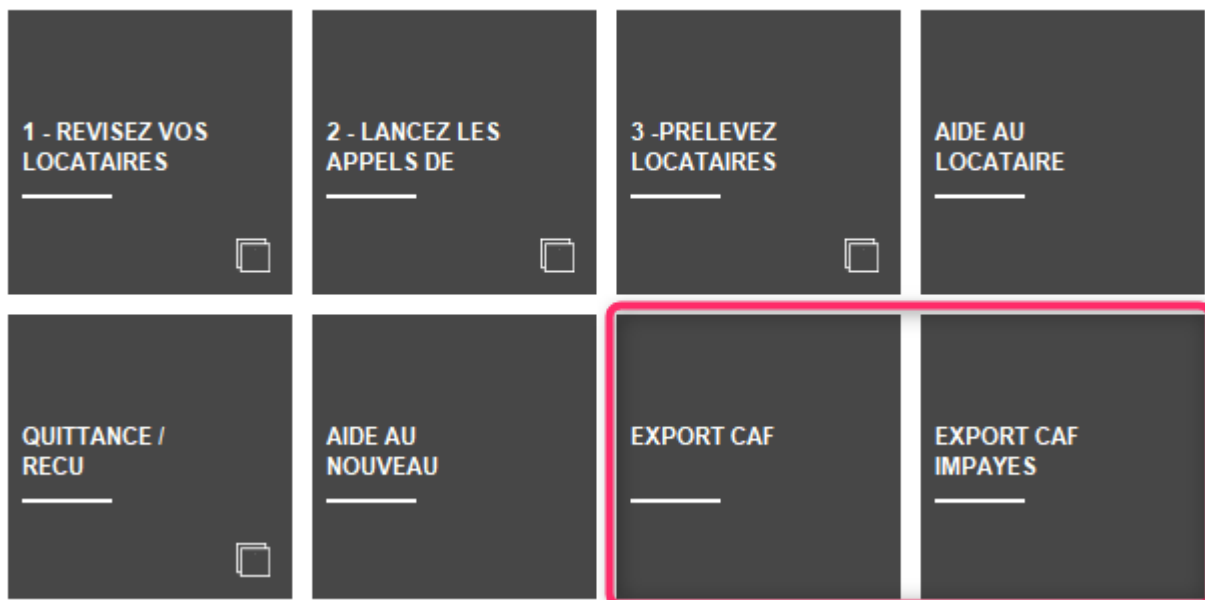 1 - REVISEZ VOS
LOCATAIRES
2 - LANCEZ LES
APPELS DE
3 -PRELEVEZ
LOCATAIRES
AIDE AU
LOCATAIRE
QUITTANCE /
RECU
AIDE AU
NOUVEAU
EXPORT CAF
EXPORT CAF
IMPAYES